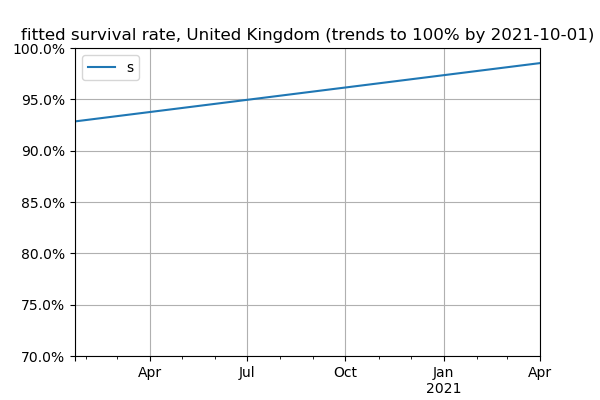 fitted survival rate, United Kingdom (trends to 100% by 2021-10-01)
100.0%
s
95.0%
90.0%
85.0%
80.0%
75.0%
70.0%
Apr Jul Oct Jan Apr
2021